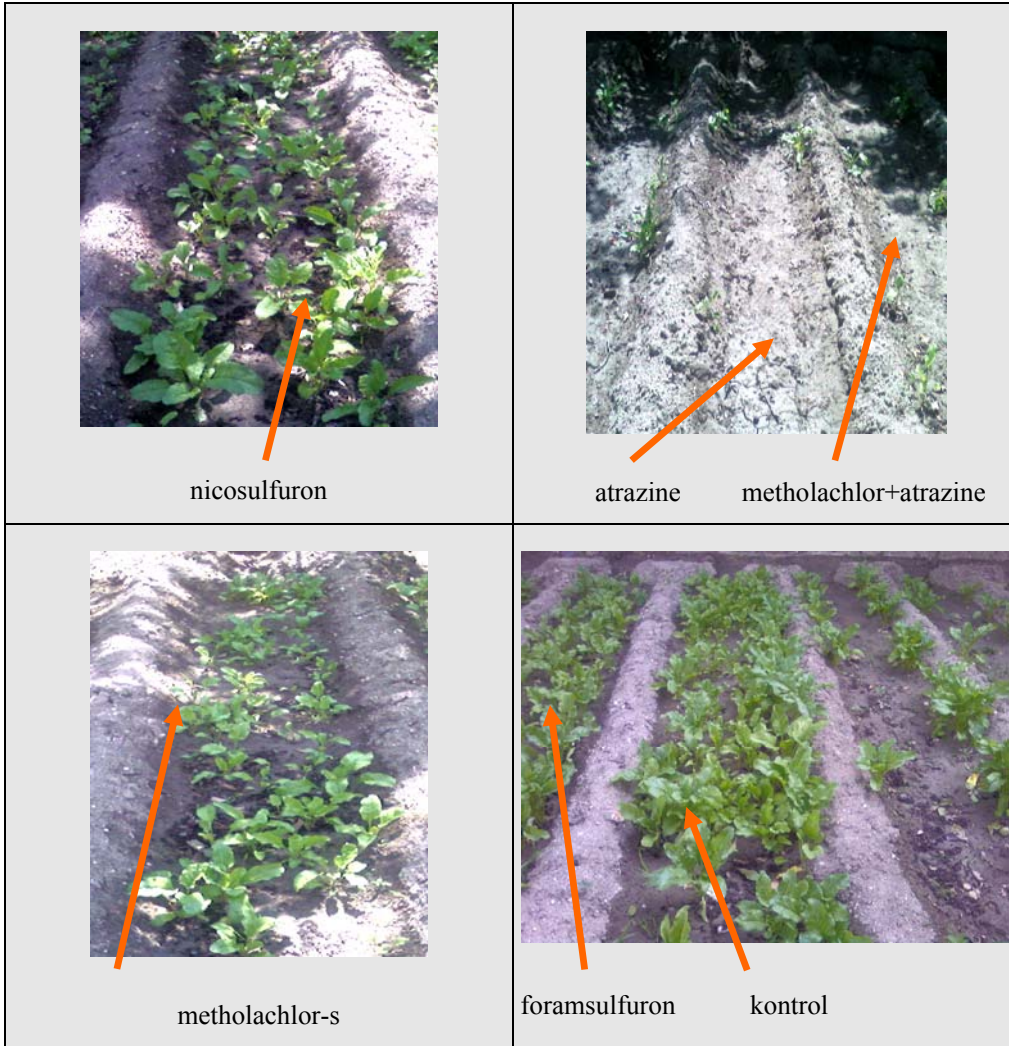 nicosulfuron
atrazine metholachlor+atrazine
metholachlor-s
foramsulfuron kontrol